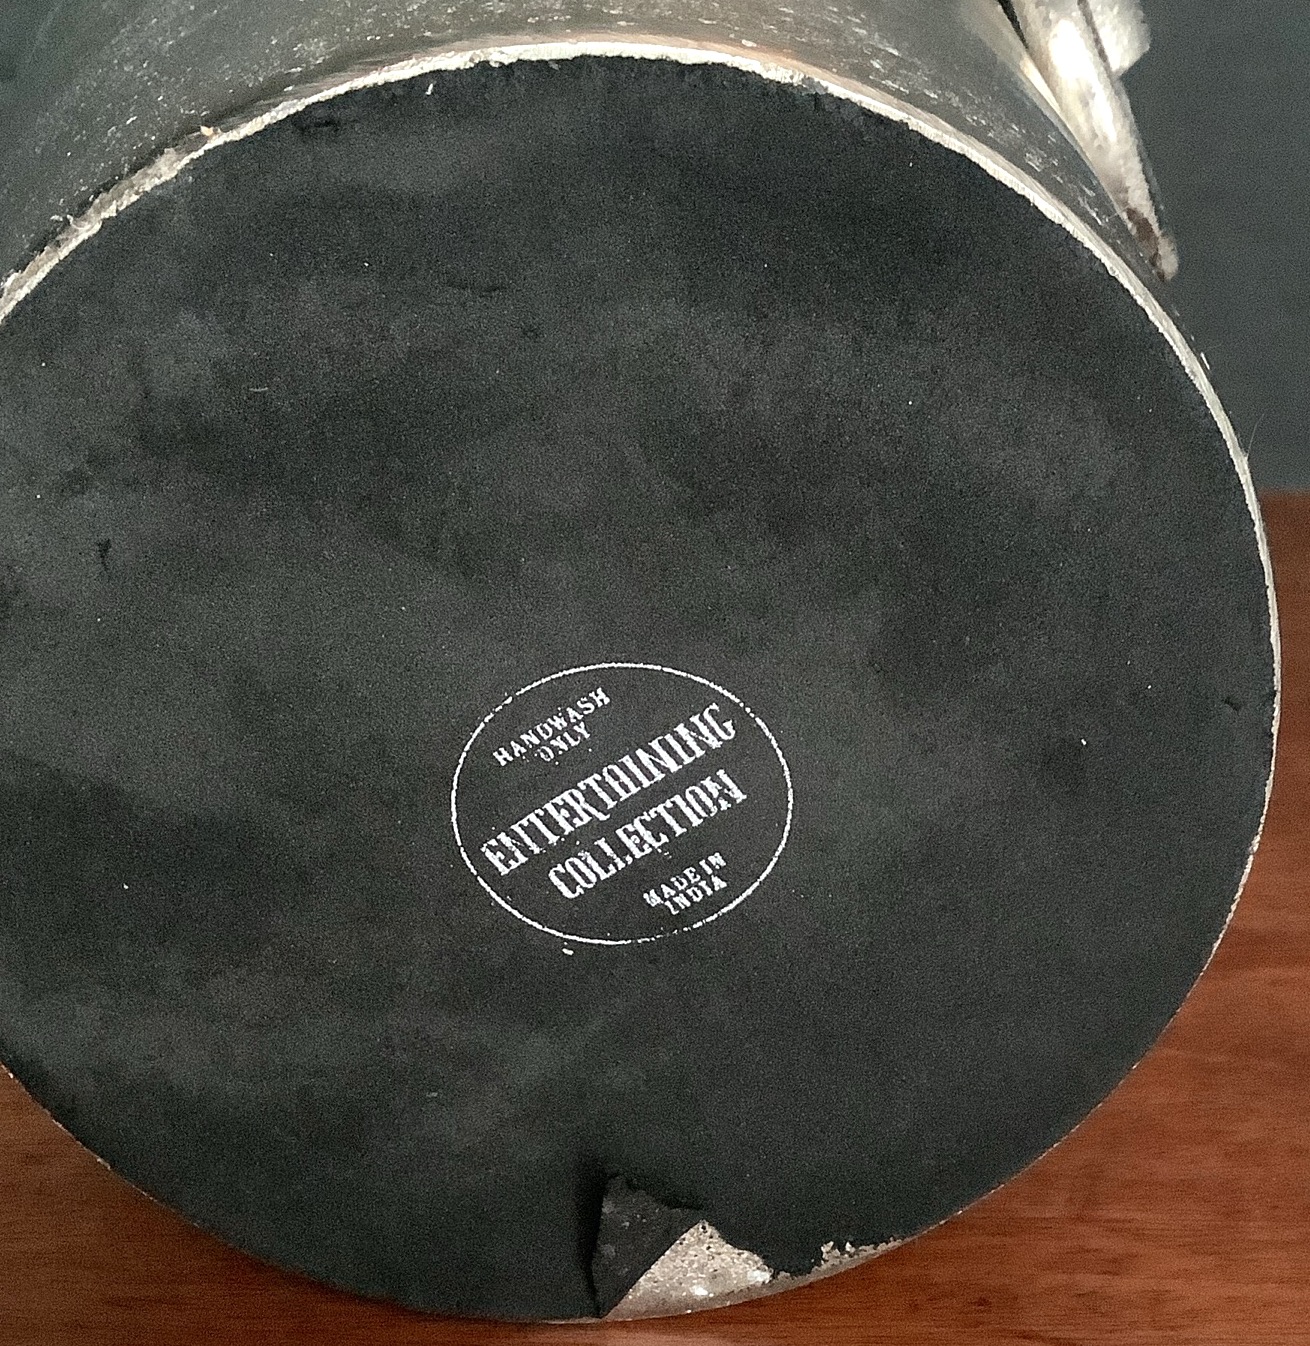 HANDWASH
ONLY
ENTERTAINING
COLLECTION
MADE IN
INDIA